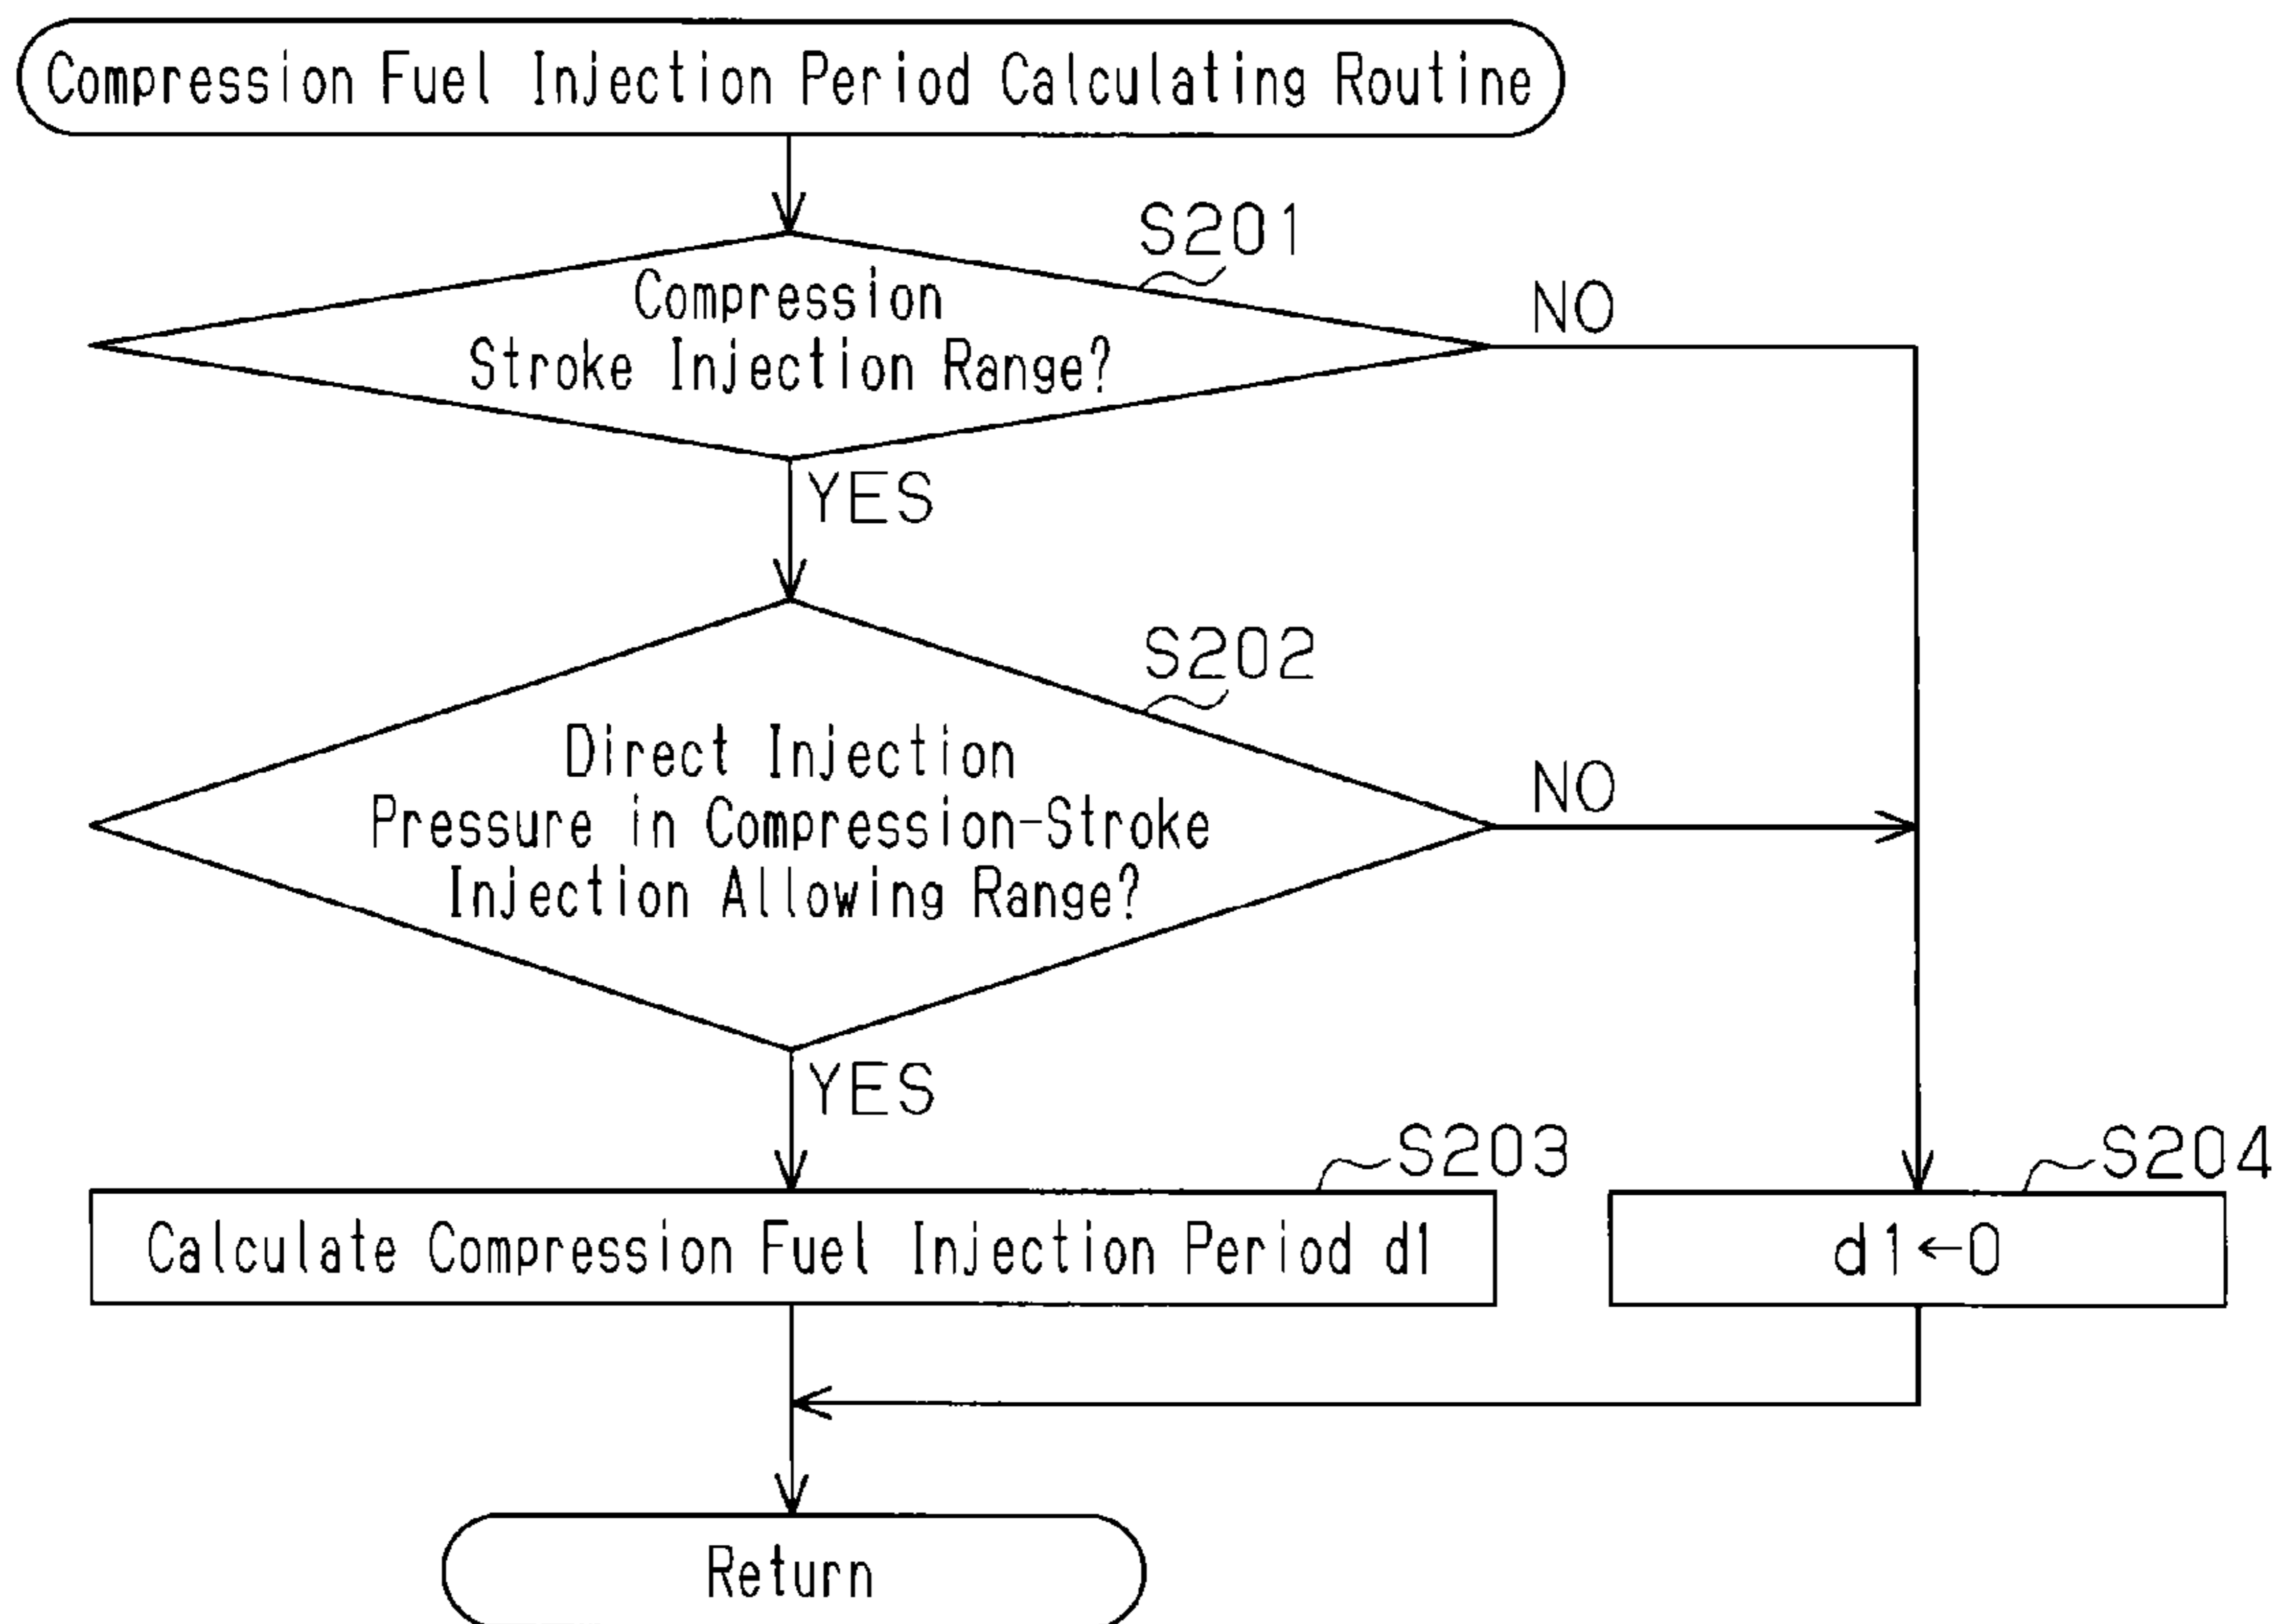 Compression Fuel Injection Period Calculating Routine
S201
Compression
Stroke Injection Range?
NO
YES
S202
Direct Injection
Pressure in Compression-Stroke
Injection Allowing Range?
NO
YES
S203
Calculate Compression Fuel Injection Period d1
S204
d1←0
Return